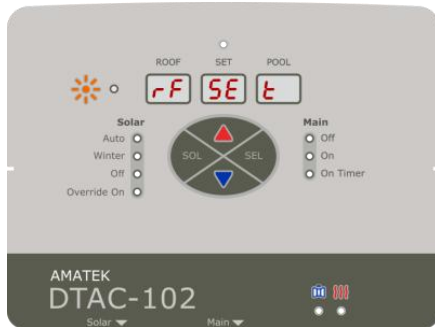 ROOF SET POOL
rF SE t
Solar Main
Auto Off
Winter On
Off On Timer
Override On
SOL SEL
AMATEK
DTAC-102
Solar Main